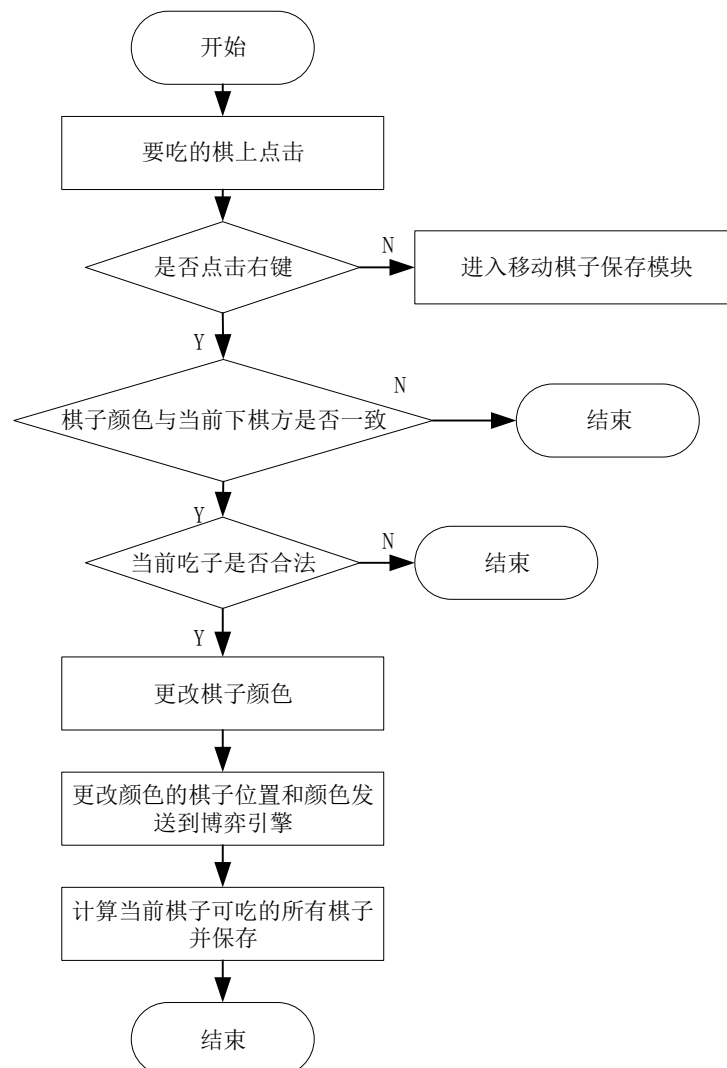 开始
要吃的棋上点击
是否点击右键
N
进入移动棋子保存模块
Y
棋子颜色与当前下棋方是否一致
N
结束
Y
当前吃子是否合法
N
结束
Y
更改棋子颜色
更改颜色的棋子位置和颜色发
送到博弈引擎
计算当前棋子可吃的所有棋子
并保存
结束